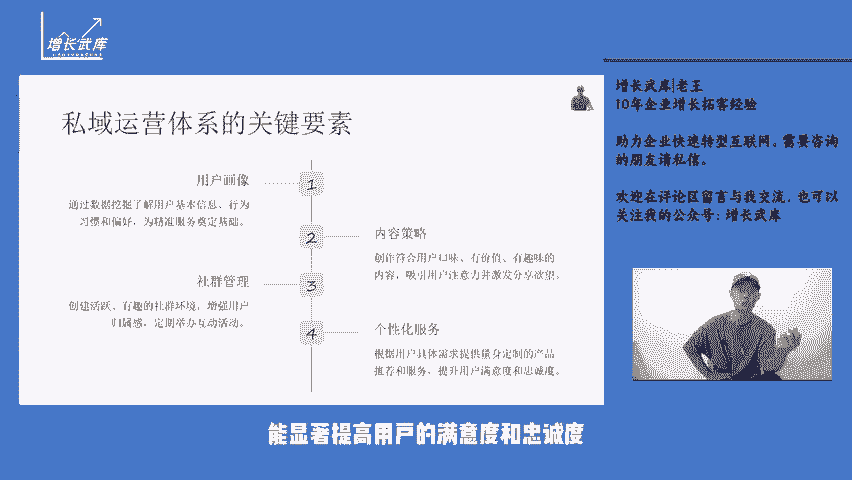 增长武库
私域运营体系的关键要素
用户画像
1
通过数据挖掘了解用户基本信息、行为
习惯和偏好，为精准服务奠定基础。
2
内容策略
创作符合用户口味、有价值、有趣味的
内容，吸引用户注意力并激发分享欲望。
社群管理
3
创建活跃、有趣的社群环境，增强用户
归属感，定期举办互动活动。
4
个性化服务
根据用户具体需求提供量身定制的产品
推荐和服务，提升用户满意度和忠诚度。
增长武库|老王
10年企业增长拓客经验
助力企业快速转型互联网。需要咨询
的朋友请私信。
欢迎在评论区留言与我交流，也可以
关注我的公众号：增长武库
能显著提高用户的满意度和忠诚度